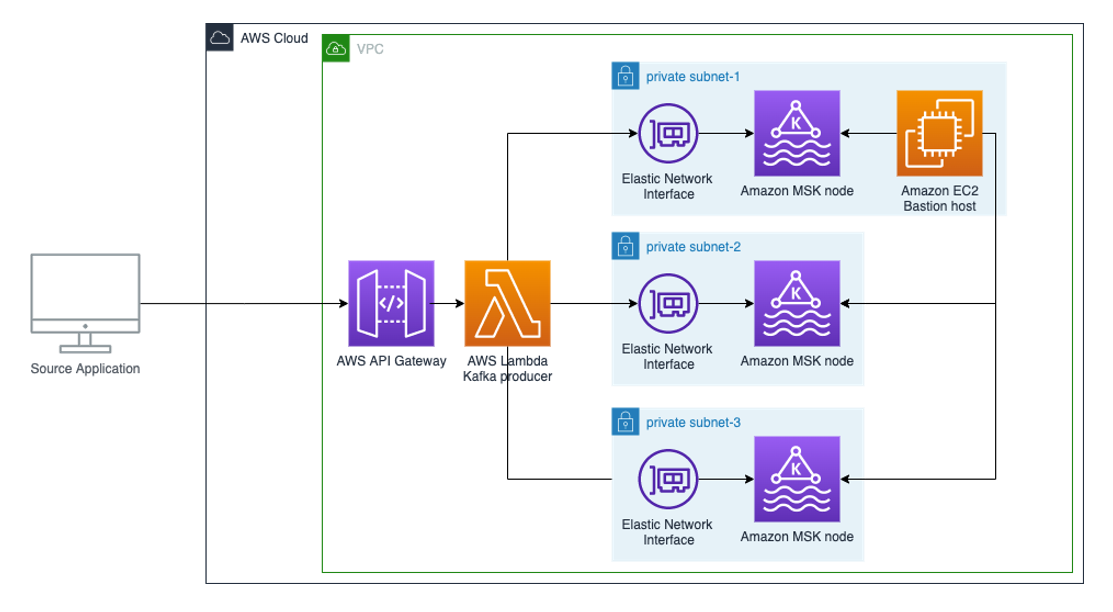 AWS Cloud
VPC
private subnet-1
K
Elastic Network
Interface
Amazon MSK node
Amazon EC2
Bastion host
private subnet-2
</>
K
Source Application
AWS API Gateway
AWS Lambda
Kafka producer
Elastic Network
Interface
Amazon MSK node
private subnet-3
K
Elastic Network
Interface
Amazon MSK node